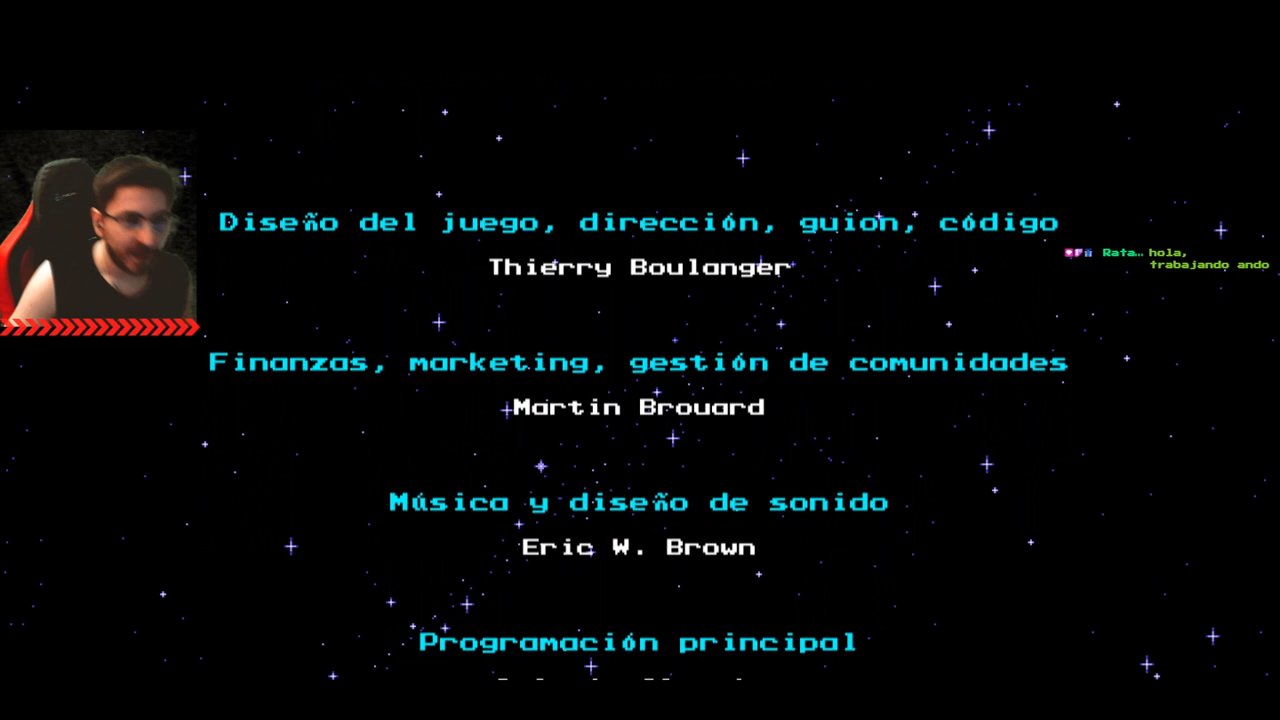 Diseño del juego, dirección, guion, código
Thierry Boulanger
Rata… hola,
trabajando ando
Finanzas, marketing, gestión de comunidades
Martin Brouard
Música y diseño de sonido
Eric W. Brown
Programación principal